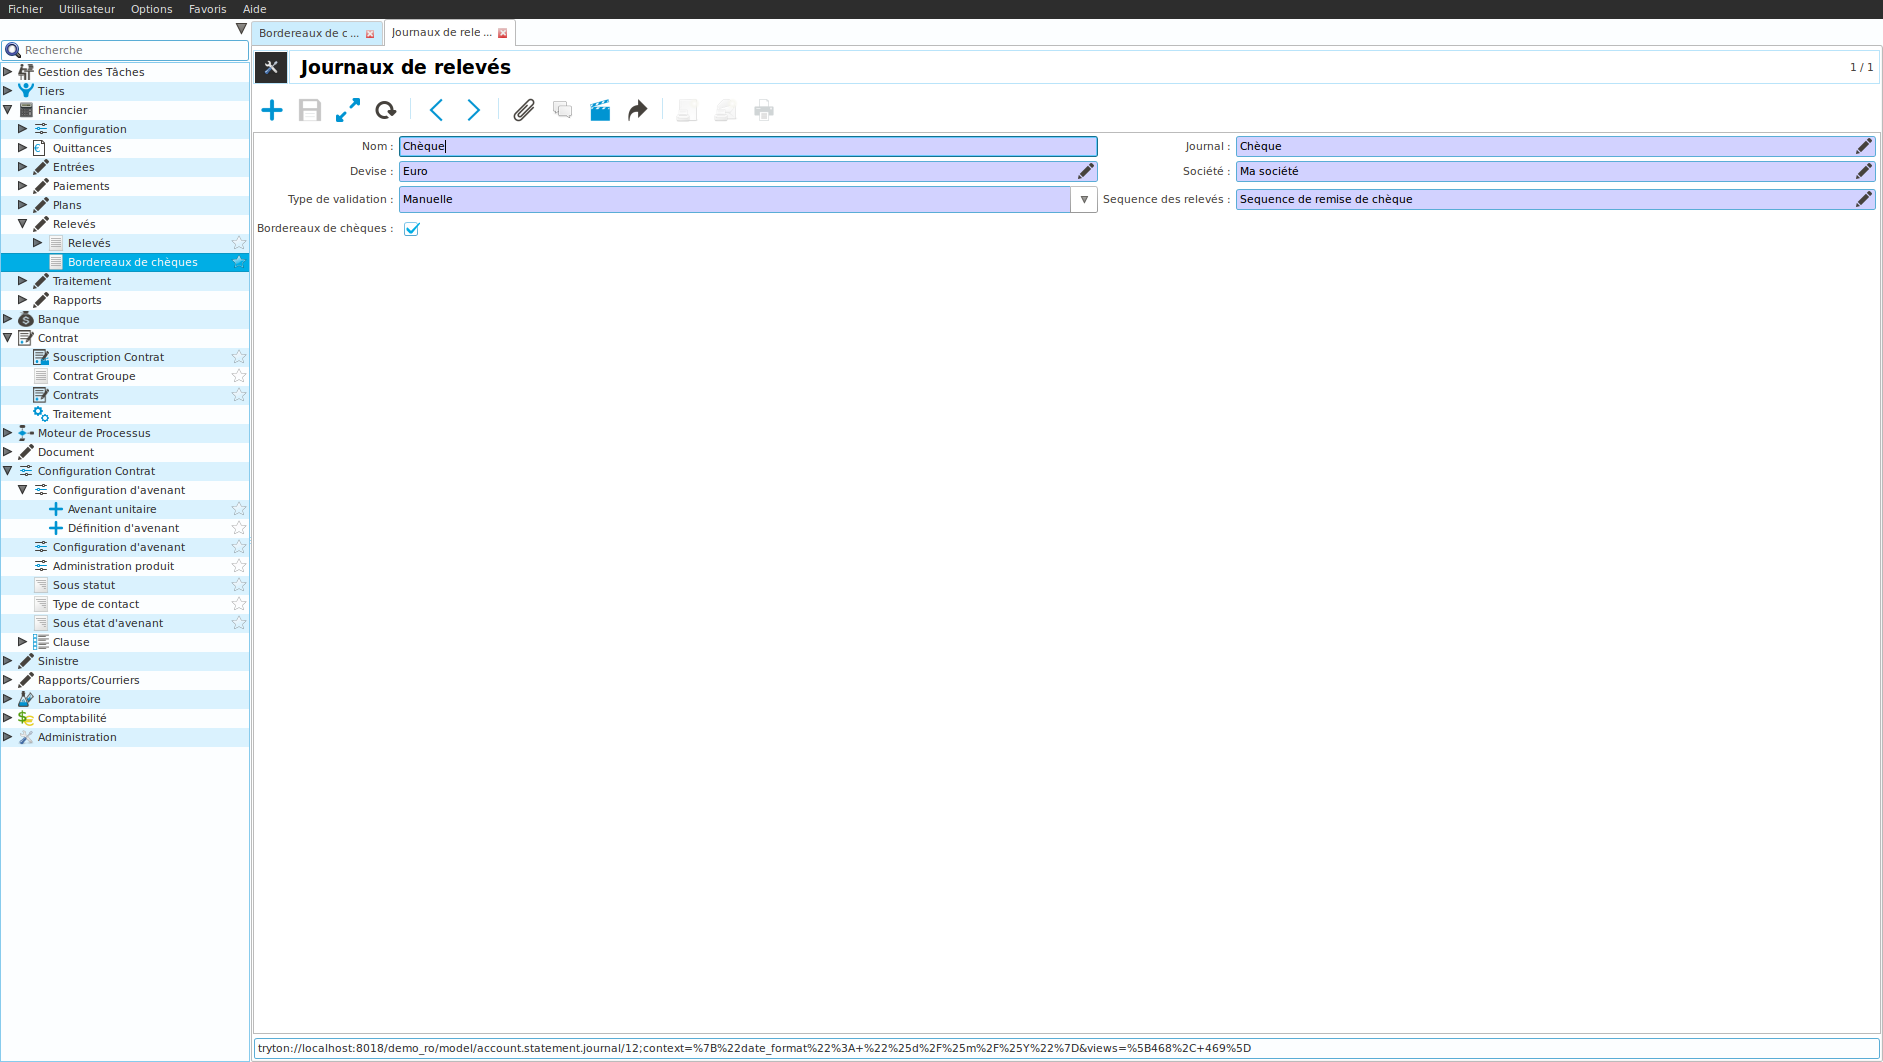 Fichier Utilisateur Options Favoris Aide
Recherche
Gestion des Tâches
Tiers
Financier
Configuration
Quittances
Entrées
Paiements
Plans
Relevés
Relevés
Bordereaux de chèques
Traitement
Rapports
Banque
Contrat
Souscription Contrat
Contrat Groupe
Contrats
Traitement
Moteur de Processus
Document
Configuration Contrat
Configuration d'avenant
Avenant unitaire
Définition d'avenant
Configuration d'avenant
Administration produit
Sous statut
Type de contact
Sous état d'avenant
Clause
Sinistre
Rapports/Courriers
Laboratoire
Comptabilité
Administration
Bordereaux de c ... Journaux de rele ...
Journaux de relevés 1 / 1
Nom : Chèque Journal : Chèque
Devise : Euro Société : Ma société
Type de validation : Manuelle Sequence des relevés : Sequence de remise de chèque
Bordereaux de chèques :
tryton://localhost:8018/demo_ro/model/account.statement.journal/12;context=%7B%22date_format%22%3A+%22%25d%2F%25m%2F%25Y%22%7D&views=%5B468%2C+469%5D